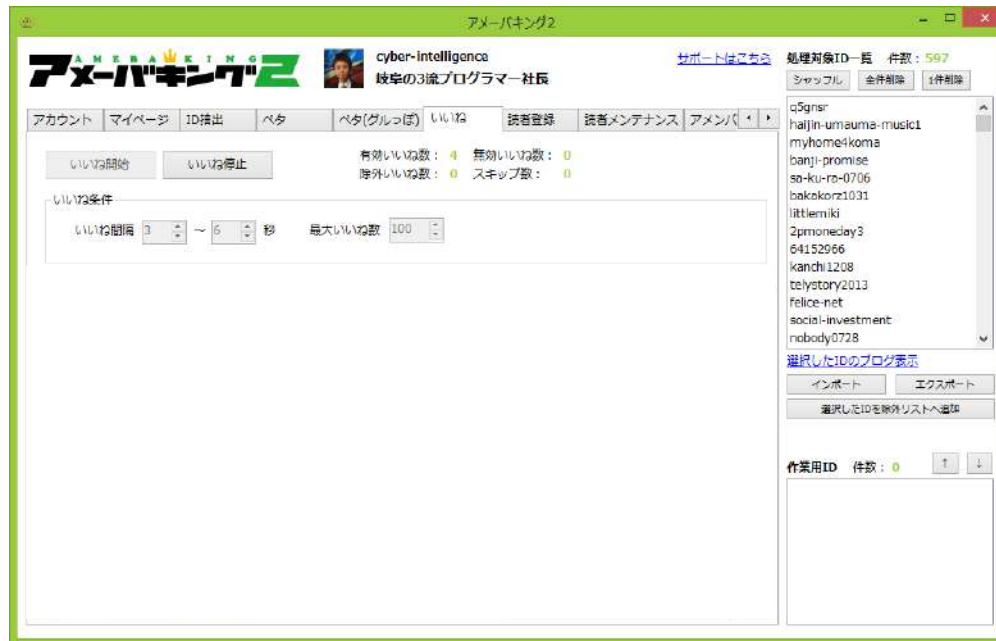 アメーバキング2
AMEBA KING
アメーバキング2
cyber-intelligence
岐阜の3流プログラマー社長
サポートはこちら
処理対象ID一覧 件数：597
シャッフル 全件削除 1件削除
アカウント マイページ ID抽出 ペタ ペタ(グルっぽ) いいね 読者登録 読者メンテナンス アメンバ
いいね開始 いいね停止
有効いいね数： 4 無効いいね数： 0
除外いいね数： 0 スキップ数： 0
いいね条件
いいね間隔 3 ～ 6 秒 最大いいね数 100
q5gnsr
haijin-umauma-music1
myhome4koma
banji-promise
sa-ku-ra-0706
bakakorz1031
littlemiki
2pmoneday3
64152966
kanchi1208
telystory2013
felice-net
social-investment
nobody0728
選択したIDのブログ表示
インポート エクスポート
選択したIDを除外リストへ追加
作業用ID 件数： 0 ↑ ↓